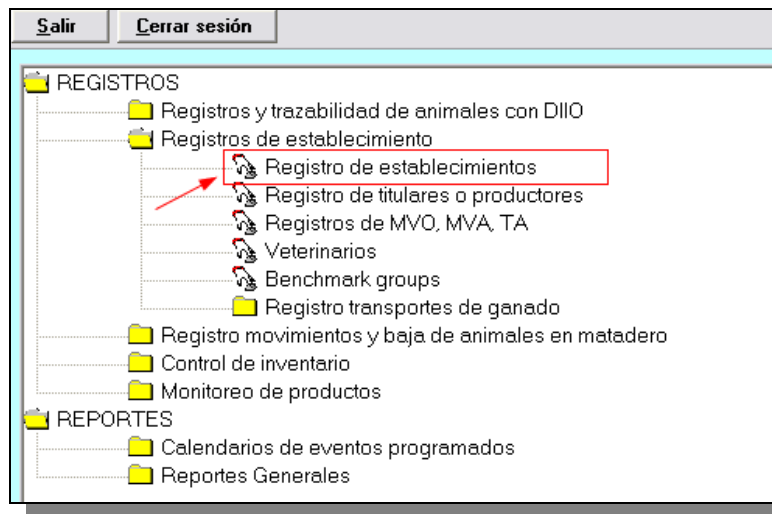 Salir Cerrar sesión
REGISTROS
Registros y trazabilidad de animales con DIIO
Registros de establecimiento
Registro de establecimientos
Registro de titulares o productores
Registros de MVO, MVA, TA
Veterinarios
Benchmark groups
Registro transportes de ganado
Registro movimientos y baja de animales en matadero
Control de inventario
Monitoreo de productos
REPORTES
Calendarios de eventos programados
Reportes Generales